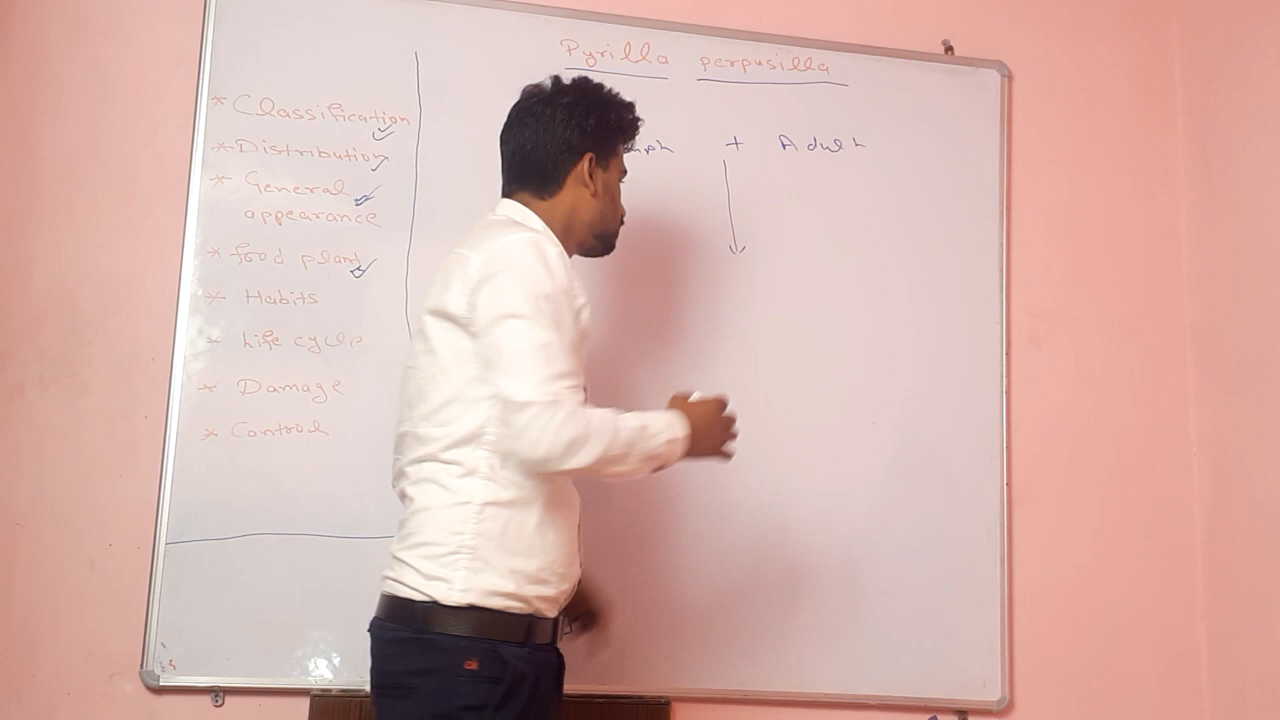 Pyrilla perpusilla
* Classification
* Distribution
* General
appearance
* food plant
* Habits
* Life cycle
* Damage
* Control
+ Adult